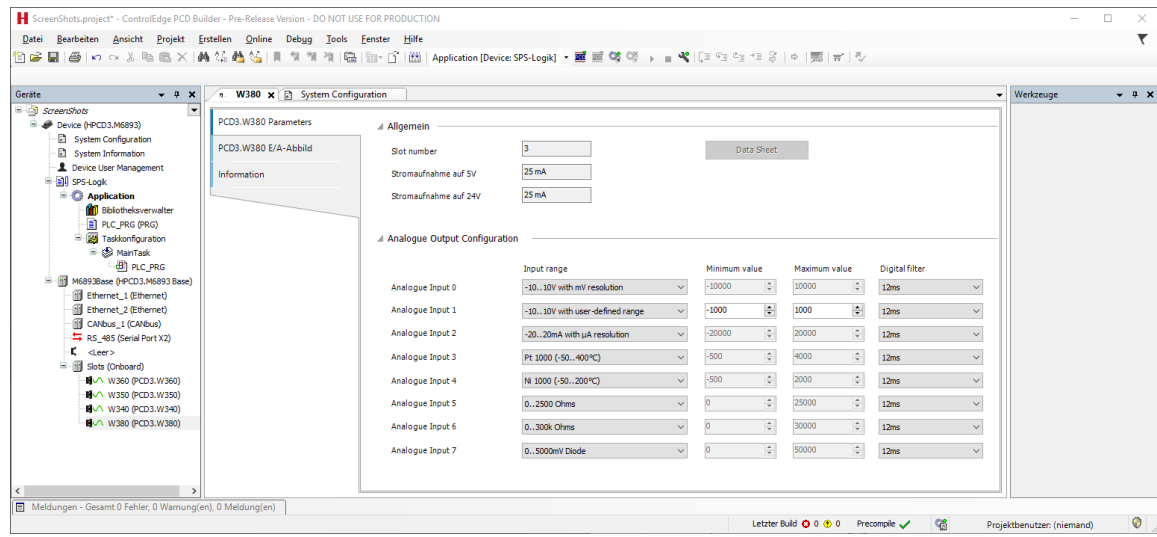 ScreenShots.project* - ControlEdge PCD Builder - Pre-Release Version - DO NOT USE FOR PRODUCTION
Datei Bearbeiten Ansicht Projekt Erstellen Online Debug Tools Fenster Hilfe
Application [Device: SPS-Logik]
Geräte
ScreenShots
Device (HPCD3.M6893)
System Configuration
System Information
Device User Management
SPS-Logik
Application
Bibliotheksverwalter
PLC_PRG (PRG)
Taskkonfiguration
MainTask
PLC_PRG
M6893Base (HPCD3.M6893 Base)
Ethernet_1 (Ethernet)
Ethernet_2 (Ethernet)
CANbus_1 (CANbus)
RS_485 (Serial Port X2)
<Leer>
Slots (Onboard)
W360 (PCD3.W360)
W350 (PCD3.W350)
W340 (PCD3.W340)
W380 (PCD3.W380)
W380 System Configuration
PCD3.W380 Parameters
PCD3.W380 E/A-Abbild
Information
Allgemein
Slot number 3 Data Sheet
Stromaufnahme auf 5V 25 mA
Stromaufnahme auf 24V 25 mA
Analogue Output Configuration
Input range Minimum value Maximum value Digital filter
Analogue Input 0 -10..10V with mV resolution -10000 10000 12ms
Analogue Input 1 -10..10V with user-defined range -1000 1000 12ms
Analogue Input 2 -20..20mA with µA resolution -20000 20000 12ms
Analogue Input 3 Pt 1000 (-50..400°C) -500 4000 12ms
Analogue Input 4 Ni 1000 (-50..200°C) -500 2000 12ms
Analogue Input 5 0..2500 Ohms 0 25000 12ms
Analogue Input 6 0..300k Ohms 0 30000 12ms
Analogue Input 7 0..5000mV Diode 0 50000 12ms
Werkzeuge
Meldungen - Gesamt 0 Fehler, 0 Warnung(en), 0 Meldung(en)
Letzter Build 0 0 Precompile Projektbenutzer: (niemand)